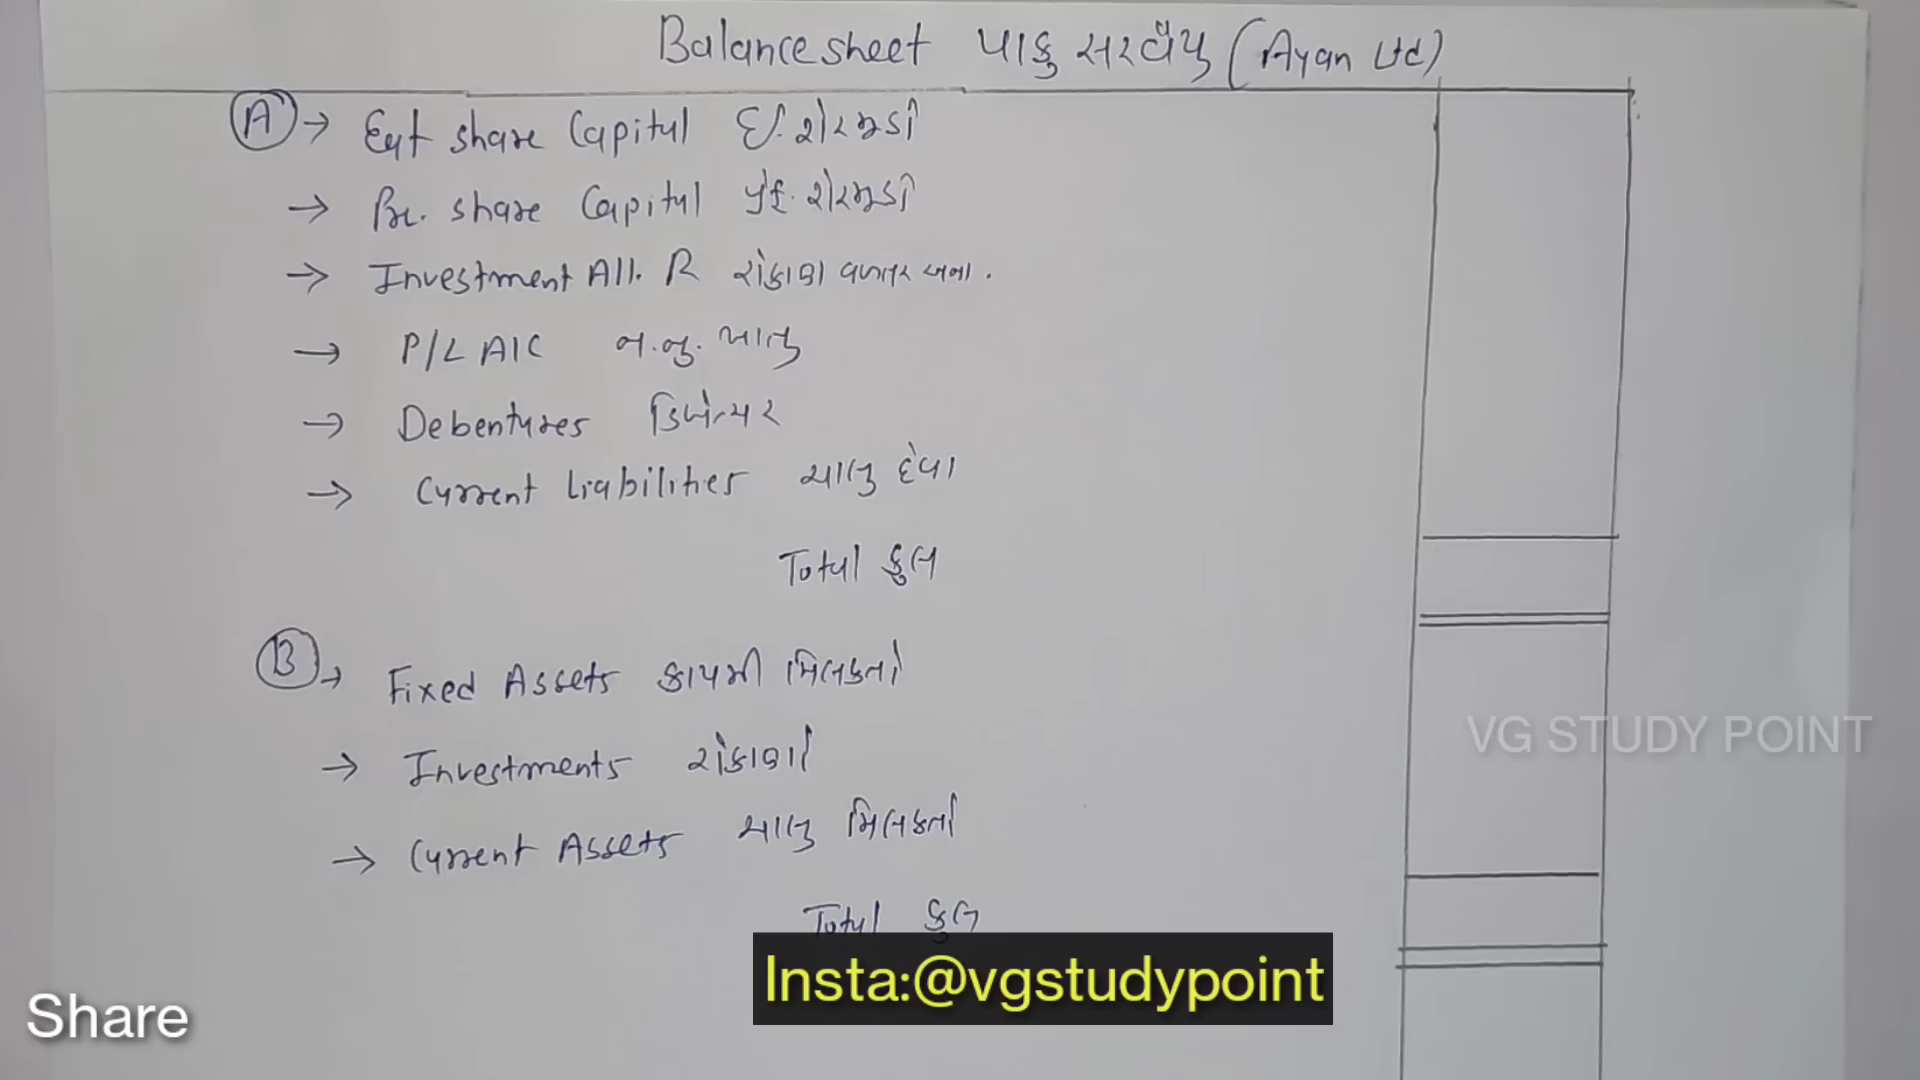 Balance sheet પાકુ સરવૈયુ (Ayan Ltd)
(A) → Eqt share Capital ઈ. શેરમુડી
→ Pre. share Capital પ્રેફ. શેરમુડી
→ Investment All. R રોકાણ વધઘટ અના.
→ P/L A/C ન.નુ. ખાતુ
→ Debentures ડિબેન્ચર
→ Current Liabilities ચાલુ દેવા
Total કુલ
(B) → Fixed Assets કાયમી મિલકતો
→ Investments રોકાણો
→ Current Assets ચાલુ મિલકતો
Total કુલ
VG STUDY POINT
Insta:@vgstudypoint
Share